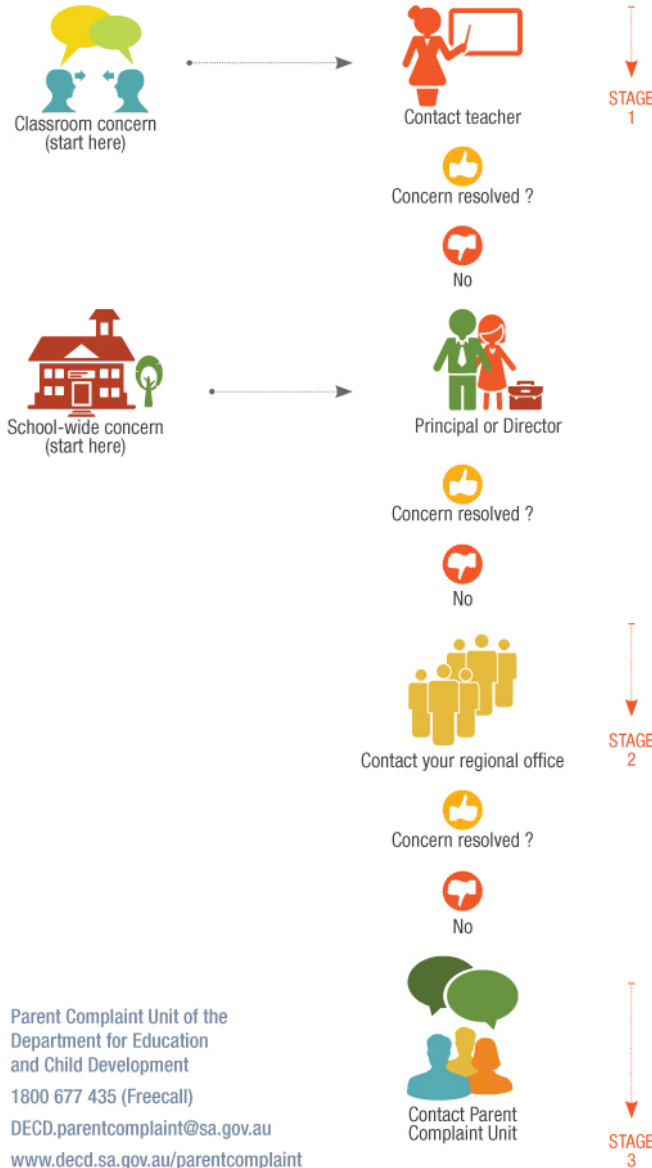 Classroom concern
(start here)
Contact teacher
STAGE
1
Concern resolved ?
No
School-wide concern
(start here)
Principal or Director
Concern resolved ?
No
Contact your regional office
STAGE
2
Concern resolved ?
No
Contact Parent
Complaint Unit
STAGE
3
Parent Complaint Unit of the
Department for Education
and Child Development
1800 677 435 (Freecall)
DECD.parentcomplaint@sa.gov.au
www.decd.sa.gov.au/parentcomplaint